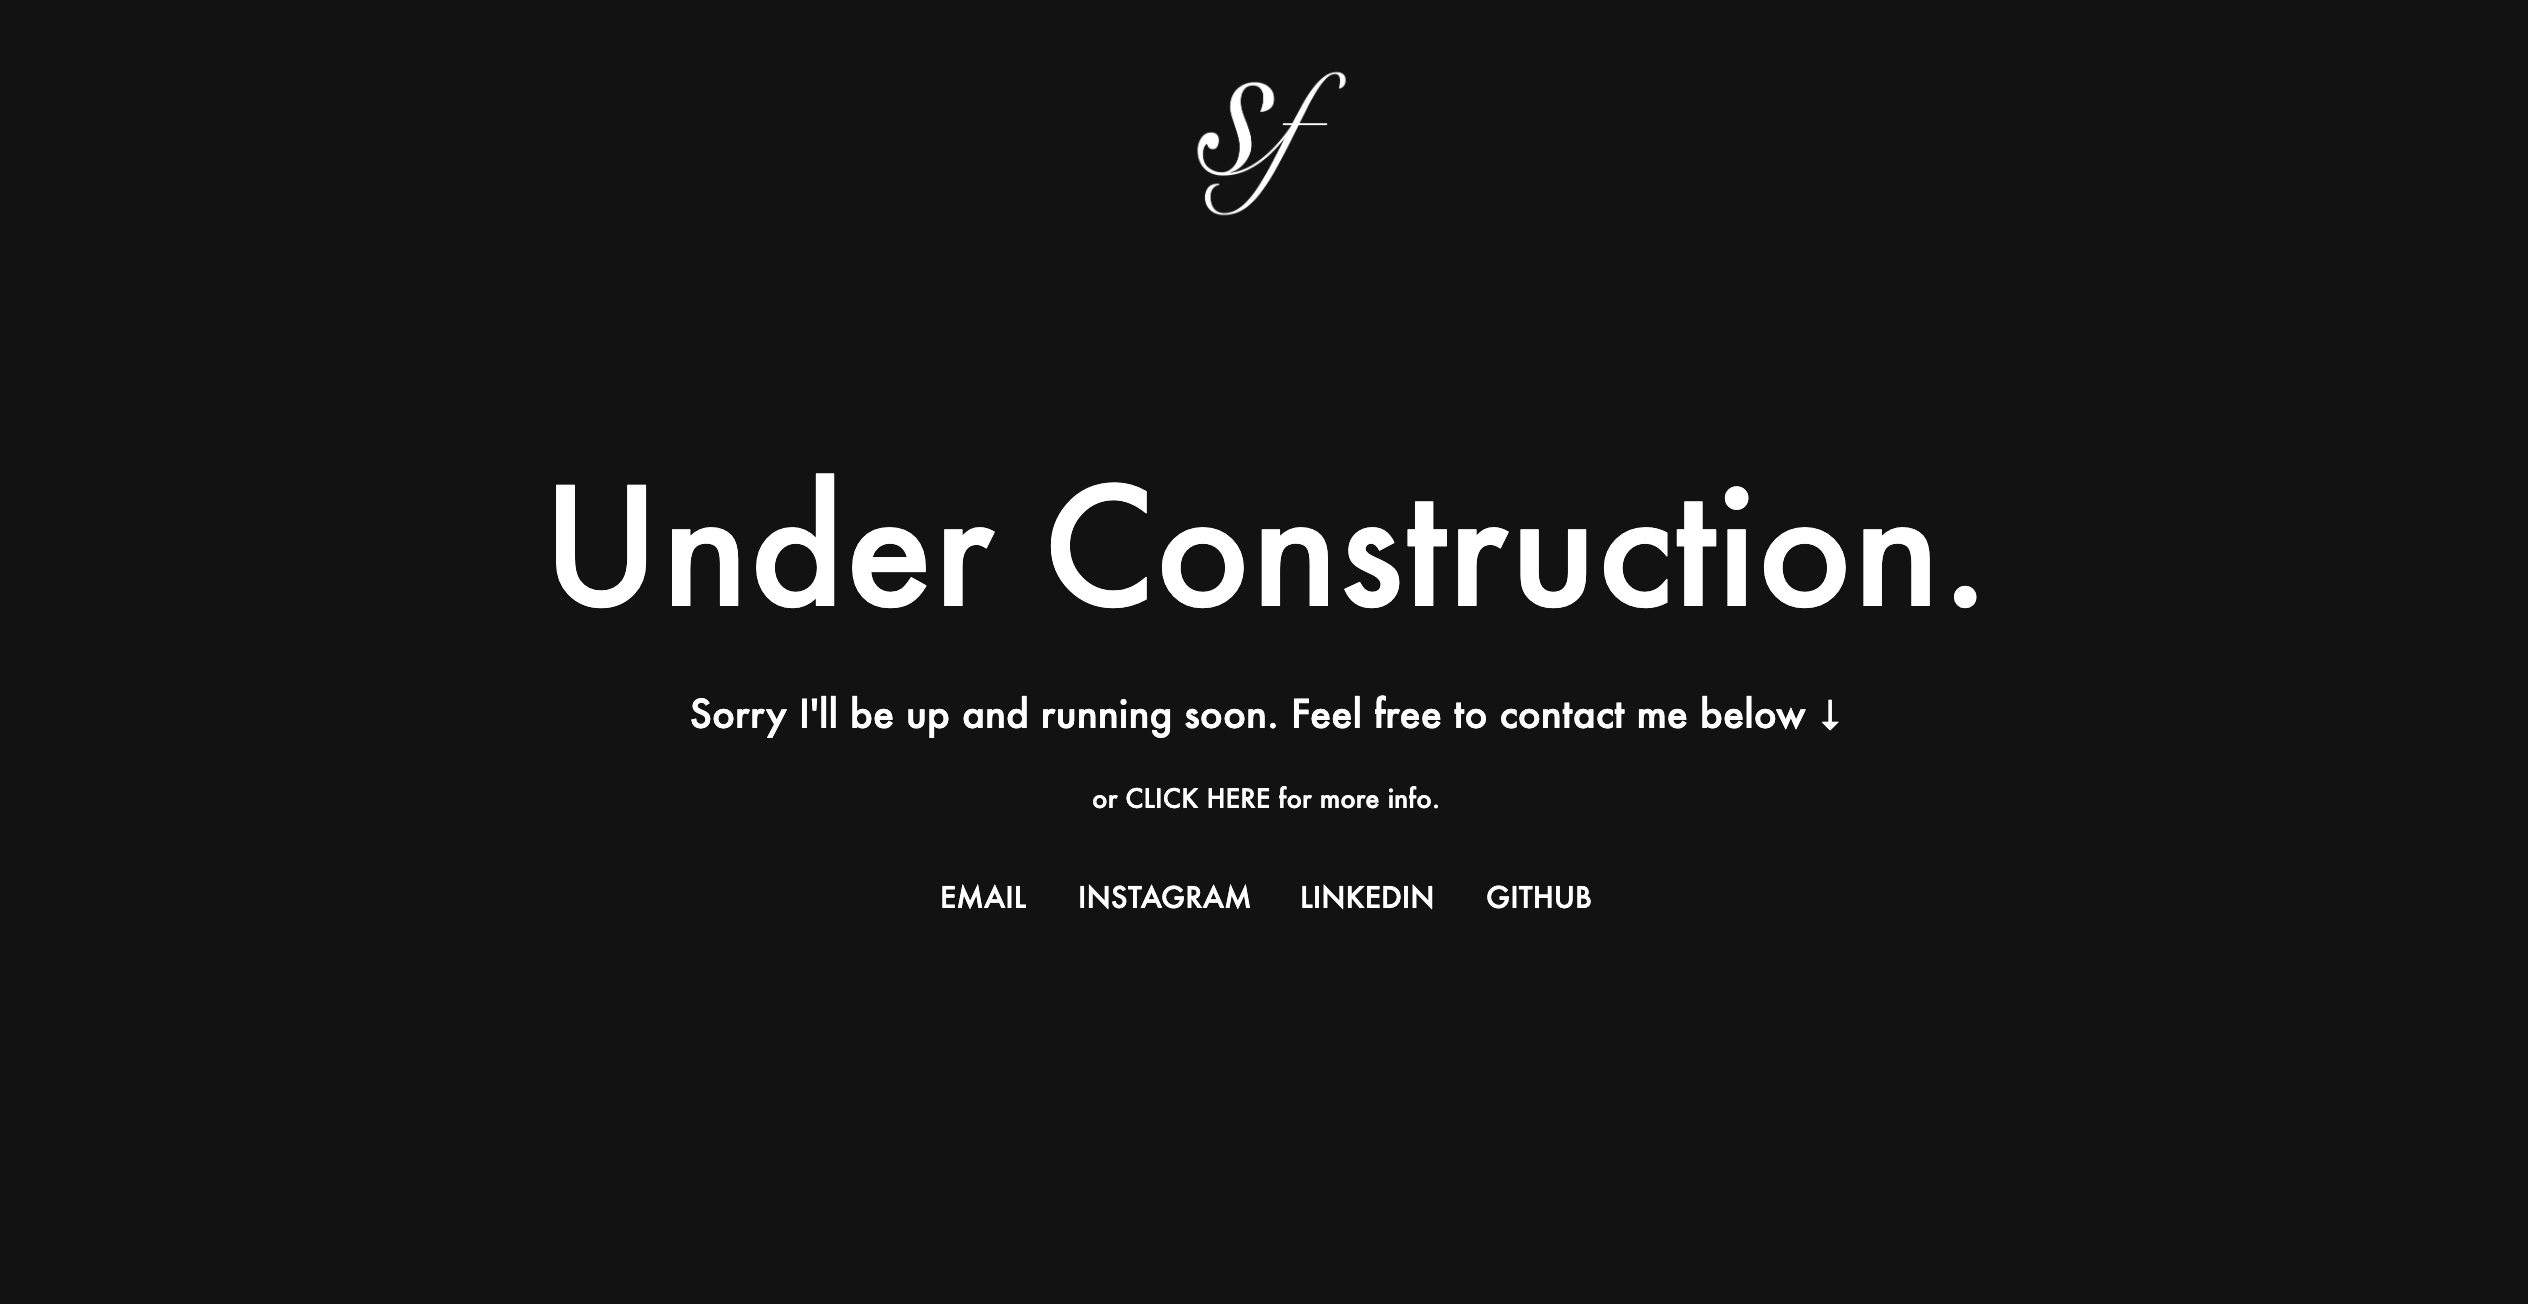 Sf
Under Construction.
Sorry I'll be up and running soon. Feel free to contact me below ↓
or CLICK HERE for more info.
EMAIL INSTAGRAM LINKEDIN GITHUB